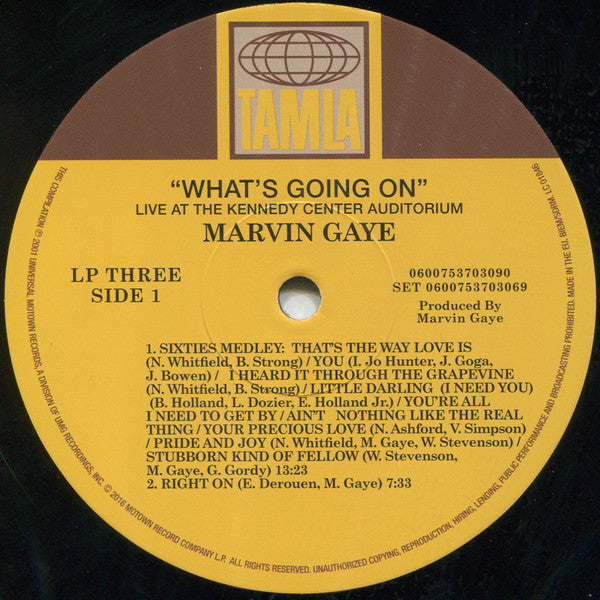 TAMLA
"WHAT'S GOING ON"
LIVE AT THE KENNEDY CENTER AUDITORIUM
MARVIN GAYE
LP THREE
SIDE 1
0600753703090
SET 0600753703069
Produced By
Marvin Gaye
1. SIXTIES MEDLEY: THAT'S THE WAY LOVE IS
(N. Whitfield, B. Strong) / YOU (I. Jo Hunter, J. Goga,
J. Bowen) / I HEARD IT THROUGH THE GRAPEVINE
(N. Whitfield, B. Strong) / LITTLE DARLING (I NEED YOU)
(B. Holland, L. Dozier, E. Holland Jr.) / YOU'RE ALL
I NEED TO GET BY / AIN'T NOTHING LIKE THE REAL
THING / YOUR PRECIOUS LOVE (N. Ashford, V. Simpson)
/ PRIDE AND JOY (N. Whitfield, M. Gaye, W. Stevenson) /
STUBBORN KIND OF FELLOW (W. Stevenson,
M. Gaye, G. Gordy) 13:23
2. RIGHT ON (E. Derouen, M. Gaye) 7:33
THIS COMPILATION ℗ 2001 UNIVERSAL MOTOWN RECORDS, A DIVISION OF UMG RECORDINGS, INC. © 2016 MOTOWN RECORD COMPANY L.P. ALL RIGHTS RESERVED. UNAUTHORIZED COPYING, REPRODUCTION, HIRING, LENDING, PUBLIC PERFORMANCE AND BROADCASTING PROHIBITED. MADE IN THE EU. BIEM/SDRM. LC 01846